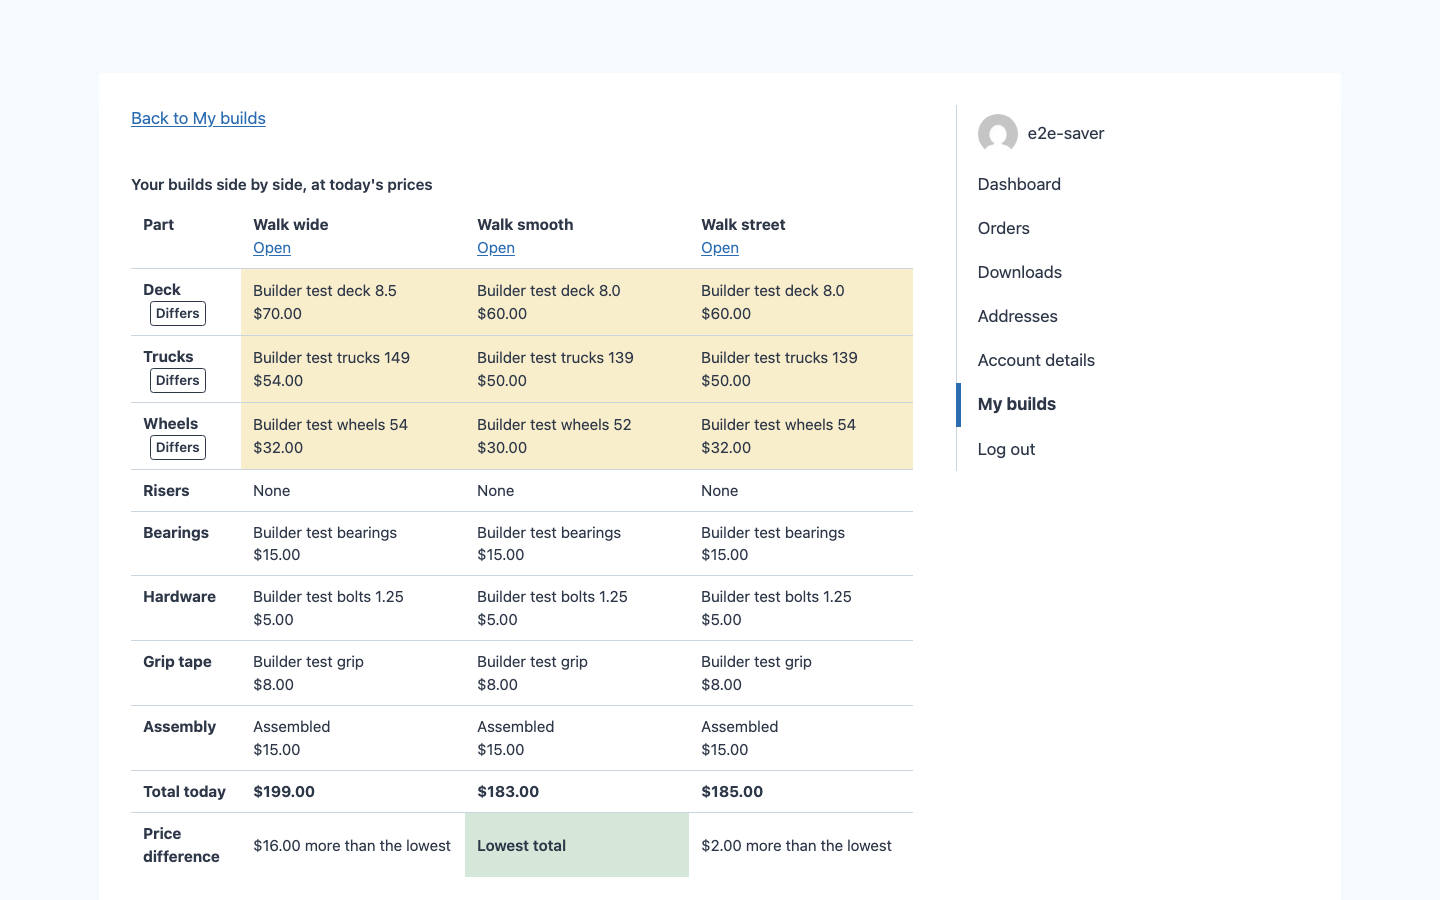 Back to My builds
Your builds side by side, at today's prices
Part Walk wide Walk smooth Walk street
Open Open Open
Deck Builder test deck 8.5 Builder test deck 8.0 Builder test deck 8.0
Differs $70.00 $60.00 $60.00
Trucks Builder test trucks 149 Builder test trucks 139 Builder test trucks 139
Differs $54.00 $50.00 $50.00
Wheels Builder test wheels 54 Builder test wheels 52 Builder test wheels 54
Differs $32.00 $30.00 $32.00
Risers None None None
Bearings Builder test bearings Builder test bearings Builder test bearings
$15.00 $15.00 $15.00
Hardware Builder test bolts 1.25 Builder test bolts 1.25 Builder test bolts 1.25
$5.00 $5.00 $5.00
Grip tape Builder test grip Builder test grip Builder test grip
$8.00 $8.00 $8.00
Assembly Assembled Assembled Assembled
$15.00 $15.00 $15.00
Total today $199.00 $183.00 $185.00
Price difference $16.00 more than the lowest Lowest total $2.00 more than the lowest
e2e-saver
Dashboard
Orders
Downloads
Addresses
Account details
My builds
Log out